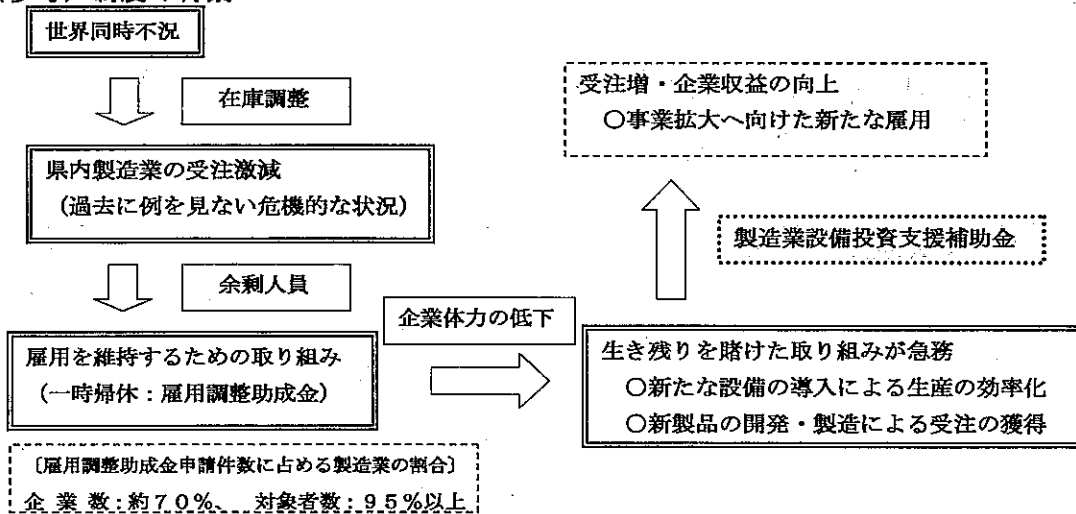 世界同時不況
在庫調整
県内製造業の受注激減
(過去に例を見ない危機的な状況)
余剰人員
雇用を維持するための取り組み
(一時帰休:雇用調整助成金)
〔雇用調整助成金申請件数に占める製造業の割合〕
企 業 数:約70%、 対象者数:95%以上
企業体力の低下
生き残りを賭けた取り組みが急務
○新たな設備の導入による生産の効率化
○新製品の開発・製造による受注の獲得
製造業設備投資支援補助金
受注増・企業収益の向上
○事業拡大へ向けた新たな雇用